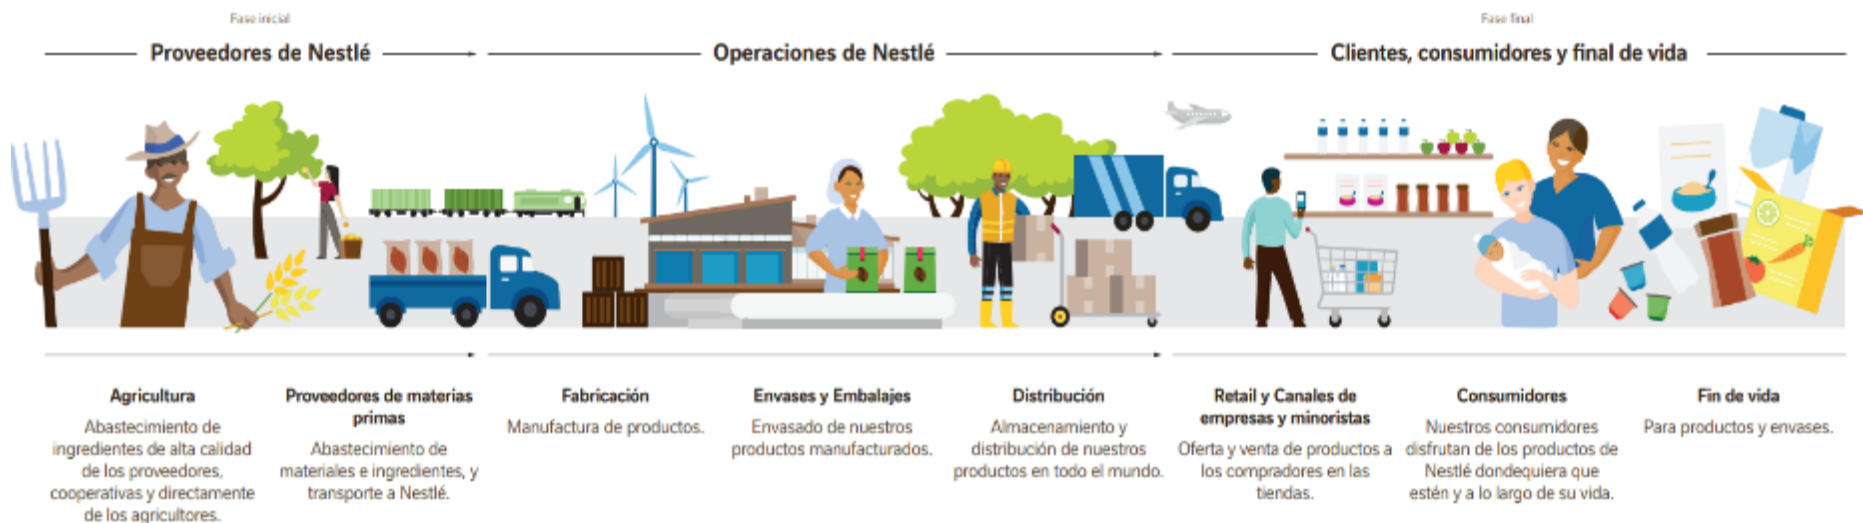 Fase inicial
Proveedores de Nestlé
Operaciones de Nestlé
Fase final
Clientes, consumidores y final de vida
Agricultura
Abastecimiento de
ingredientes de alta calidad
de los proveedores,
cooperativas y directamente
de los agricultores.
Proveedores de materias
primas
Abastecimiento de
materiales e ingredientes, y
transporte a Nestlé.
Fabricación
Manufactura de productos.
Envases y Embalajes
Envasado de nuestros
productos manufacturados.
Distribución
Almacenamiento y
distribución de nuestros
productos en todo el mundo.
Retail y Canales de
empresas y minoristas
Oferta y venta de productos a
los compradores en las
tiendas.
Consumidores
Nuestros consumidores
disfrutan de los productos de
Nestlé dondequiera que
estén y a lo largo de su vida.
Fin de vida
Para productos y envases.